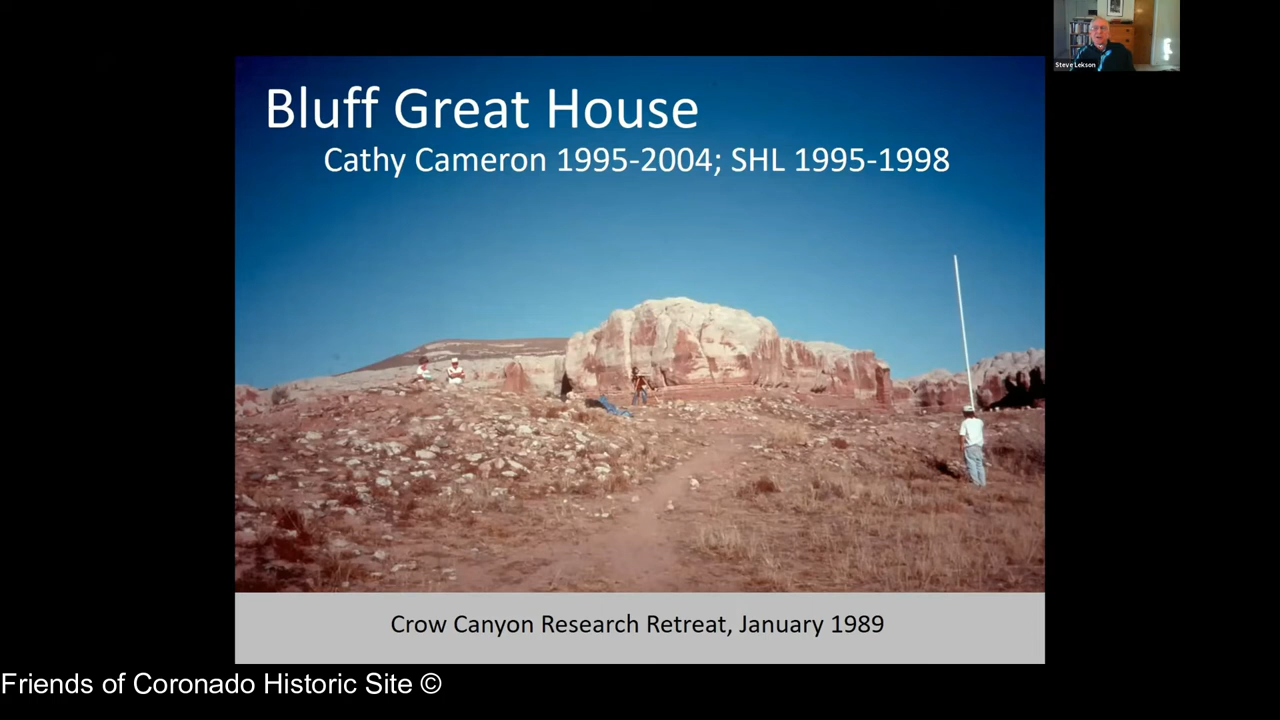 Steve Lekson
Bluff Great House
Cathy Cameron 1995-2004; SHL 1995-1998
Crow Canyon Research Retreat, January 1989
Friends of Coronado Historic Site ©